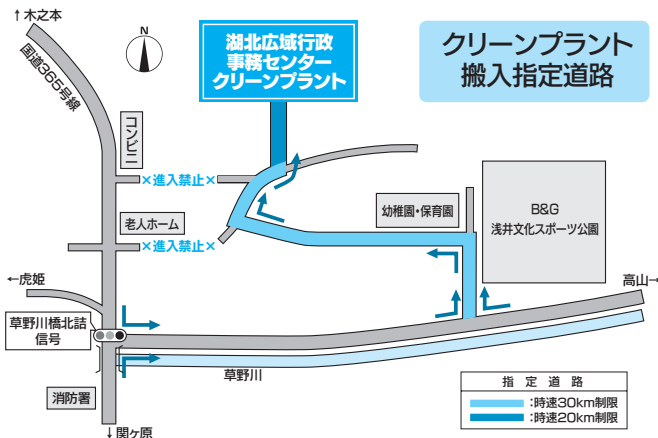 ↑木之本
国道365号線
N
湖北広域行政
事務センター
クリーンプラント
クリーンプラント
搬入指定道路
コンビニ
×進入禁止×
老人ホーム
×進入禁止×
幼稚園・保育園
B&G
浅井文化スポーツ公園
←虎姫
高山→
草野川橋北詰
信号
草野川
消防署
↓関ヶ原
指定道路
:時速30km制限
:時速20km制限